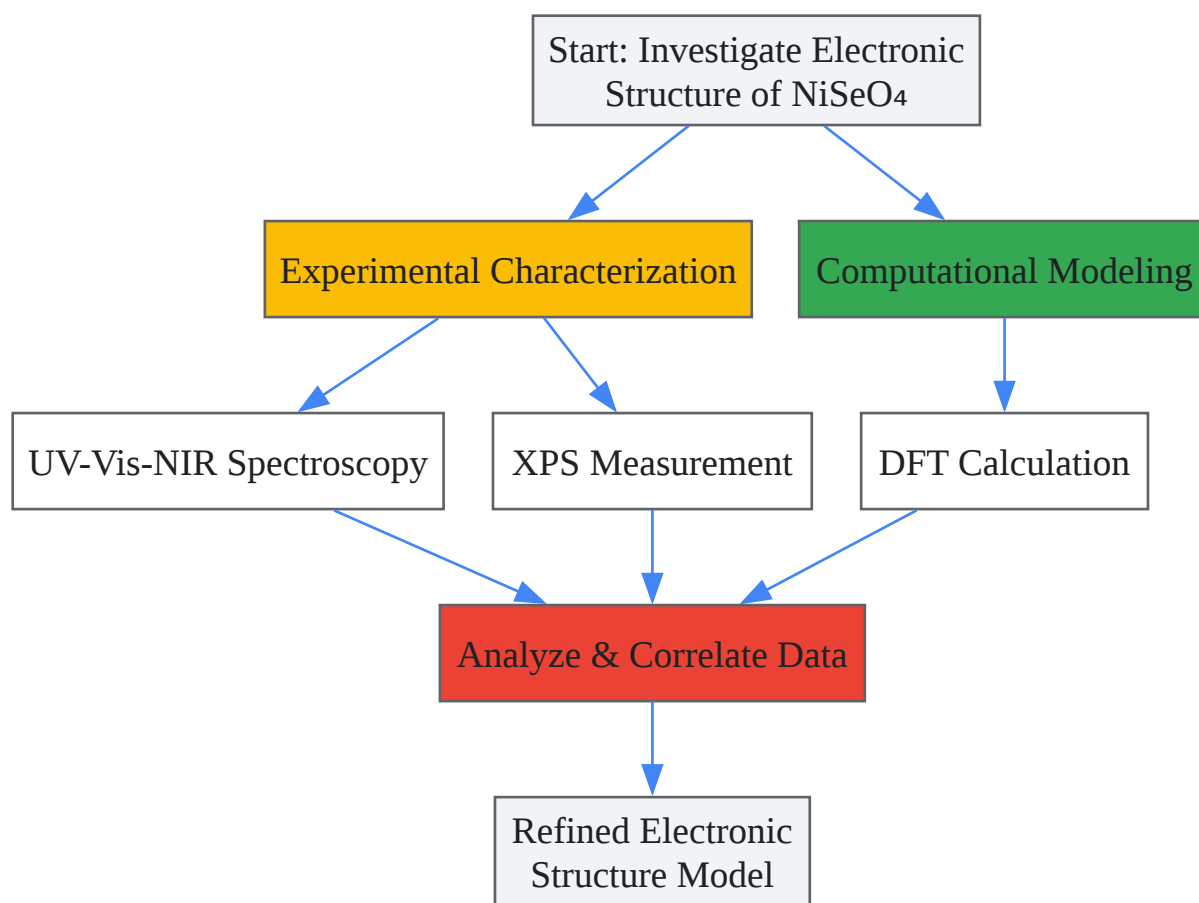 Start: Investigate Electronic
Structure of NiSeO₄
Experimental Characterization
Computational Modeling
UV-Vis-NIR Spectroscopy
XPS Measurement
DFT Calculation
Analyze & Correlate Data
Refined Electronic
Structure Model